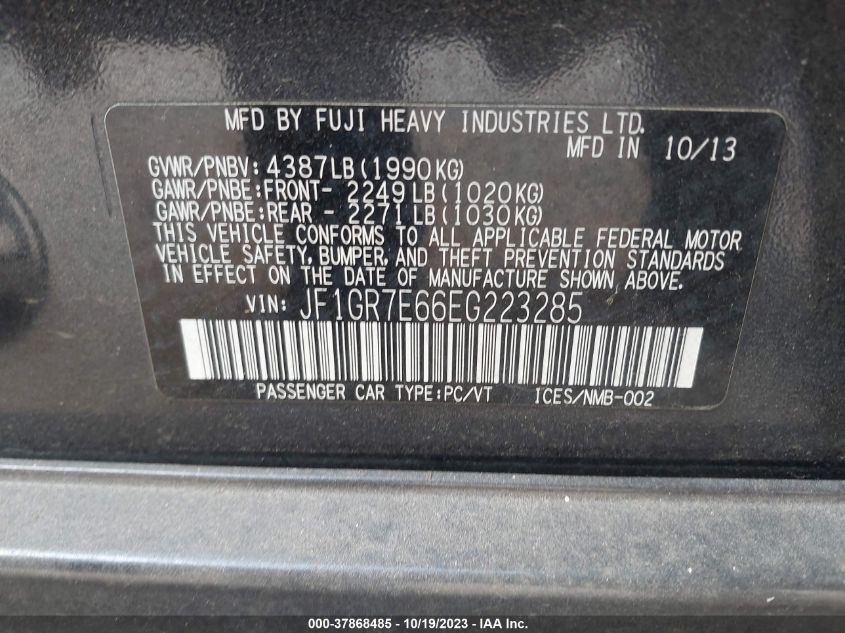 MFD BY FUJI HEAVY INDUSTRIES LTD.
MFD IN 10/13
GVWR/PNBV: 4387LB(1990KG)
GAWR/PNBE:FRONT- 2249LB(1020KG)
GAWR/PNBE:REAR - 2271LB(1030KG)
THIS VEHICLE CONFORMS TO ALL APPLICABLE FEDERAL MOTOR
VEHICLE SAFETY, BUMPER, AND THEFT PREVENTION STANDARDS
IN EFFECT ON THE DATE OF MANUFACTURE SHOWN ABOVE.
VIN: JF1GR7E66EG223285
PASSENGER CAR TYPE:PC/VT ICES/NMB-002
000-37868485 - 10/19/2023 - IAA Inc.